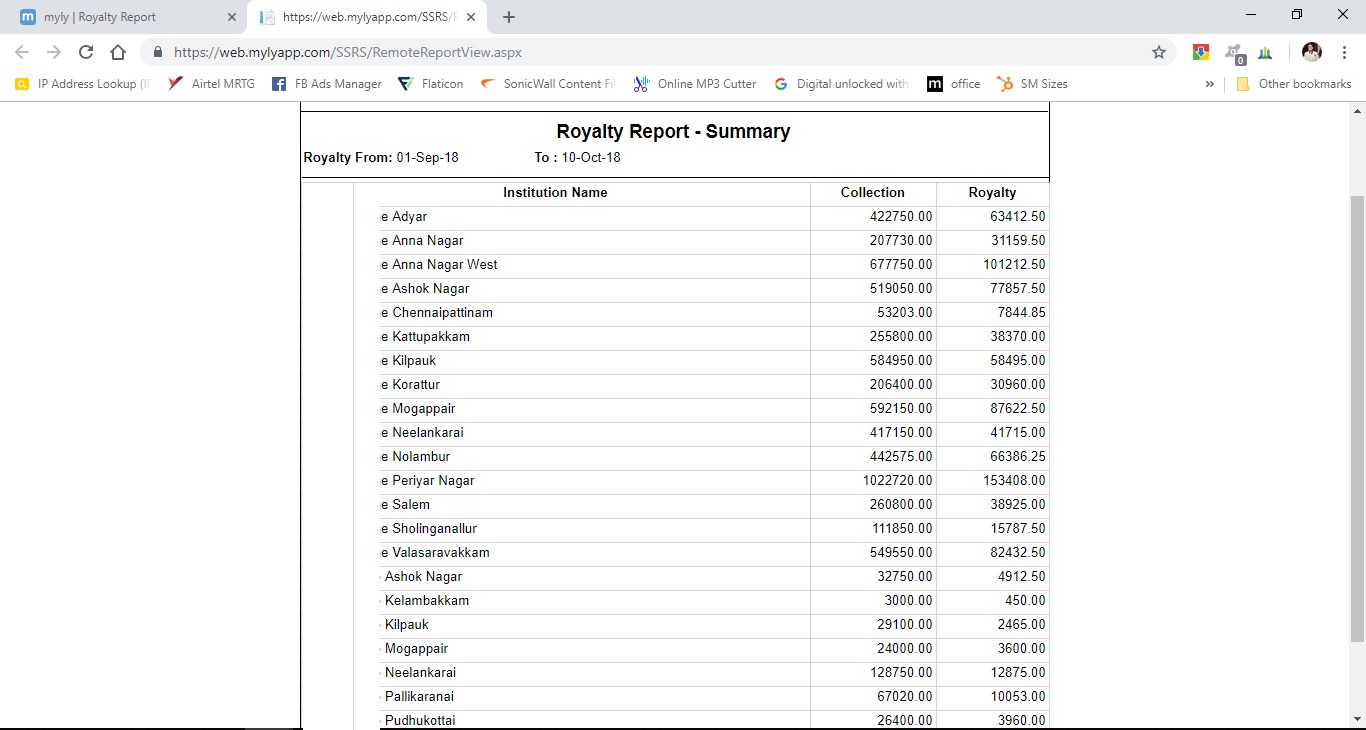 myly | Royalty Report
https://web.mylyapp.com/SSRS/R
https://web.mylyapp.com/SSRS/RemoteReportView.aspx
0
IP Address Lookup (I
Airtel MRTG
FB Ads Manager
Flaticon
SonicWall Content Fil
Online MP3 Cutter
Digital unlocked with
office
SM Sizes
»
Other bookmarks
Royalty Report - Summary
Royalty From: 01-Sep-18 To : 10-Oct-18
Institution Name Collection Royalty
e Adyar 422750.00 63412.50
e Anna Nagar 207730.00 31159.50
e Anna Nagar West 677750.00 101212.50
e Ashok Nagar 519050.00 77857.50
e Chennaipattinam 53203.00 7844.85
e Kattupakkam 255800.00 38370.00
e Kilpauk 584950.00 58495.00
e Korattur 206400.00 30960.00
e Mogappair 592150.00 87622.50
e Neelankarai 417150.00 41715.00
e Nolambur 442575.00 66386.25
e Periyar Nagar 1022720.00 153408.00
e Salem 260800.00 38925.00
e Sholinganallur 111850.00 15787.50
e Valasaravakkam 549550.00 82432.50
- Ashok Nagar 32750.00 4912.50
- Kelambakkam 3000.00 450.00
- Kilpauk 29100.00 2465.00
- Mogappair 24000.00 3600.00
- Neelankarai 128750.00 12875.00
- Pallikaranai 67020.00 10053.00
- Pudhukottai 26400.00 3960.00